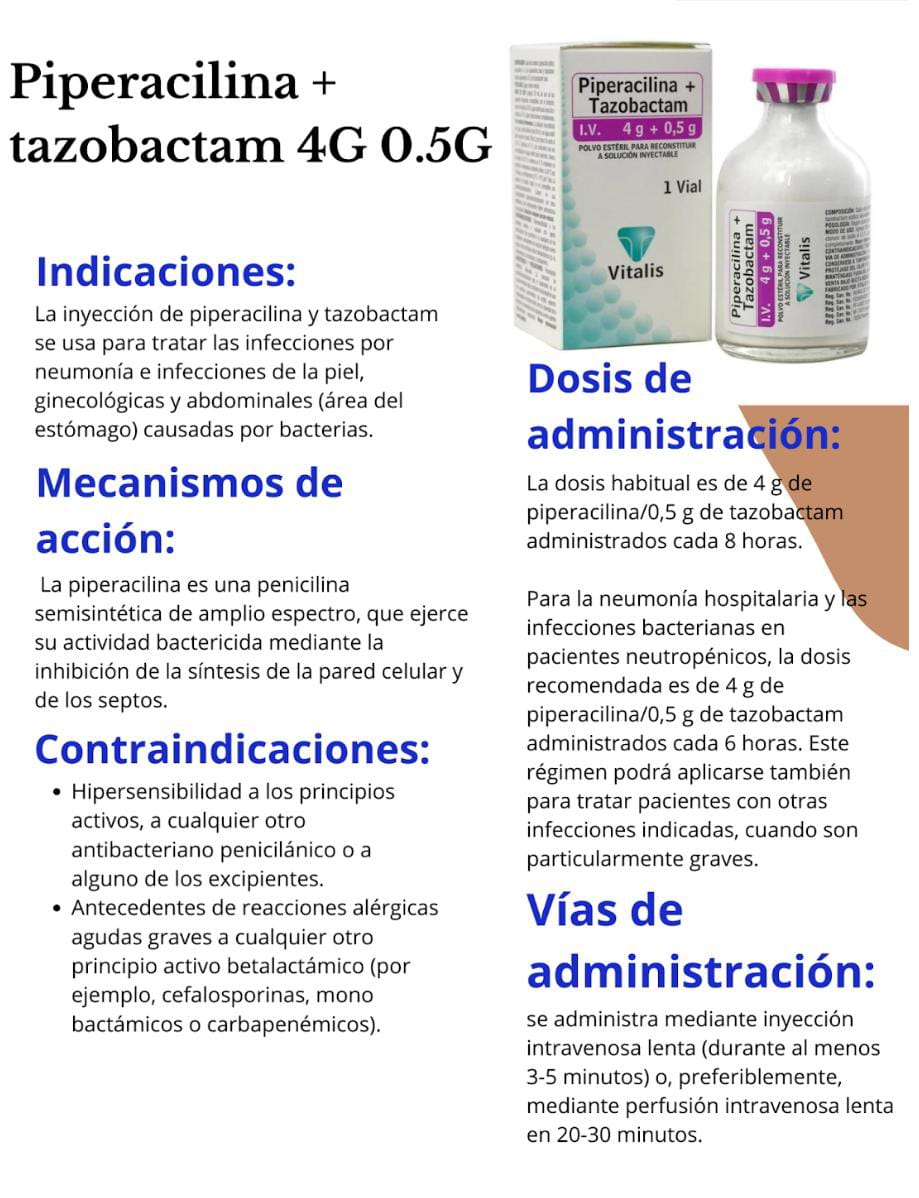 Piperacilina +
tazobactam 4G 0.5G
Piperacilina +
Tazobactam
I.V. 4 g + 0,5 g
POLVO ESTÉRIL PARA RECONSTITUIR
A SOLUCIÓN INYECTABLE
1 Vial
Vitalis
Piperacilina +
Tazobactam
I.V. 4 g + 0,5 g
POLVO ESTÉRIL PARA RECONSTITUIR
A SOLUCIÓN INYECTABLE
Vitalis
Indicaciones:
La inyección de piperacilina y tazobactam
se usa para tratar las infecciones por
neumonía e infecciones de la piel,
ginecológicas y abdominales (área del
estómago) causadas por bacterias.
Mecanismos de
acción:
La piperacilina es una penicilina
semisintética de amplio espectro, que ejerce
su actividad bactericida mediante la
inhibición de la síntesis de la pared celular y
de los septos.
Contraindicaciones:
• Hipersensibilidad a los principios
activos, a cualquier otro
antibacteriano penicilánico o a
alguno de los excipientes.
• Antecedentes de reacciones alérgicas
agudas graves a cualquier otro
principio activo betalactámico (por
ejemplo, cefalosporinas, mono
bactámicos o carbapenémicos).
Dosis de
administración:
La dosis habitual es de 4 g de
piperacilina/0,5 g de tazobactam
administrados cada 8 horas.
Para la neumonía hospitalaria y las
infecciones bacterianas en
pacientes neutropénicos, la dosis
recomendada es de 4 g de
piperacilina/0,5 g de tazobactam
administrados cada 6 horas. Este
régimen podrá aplicarse también
para tratar pacientes con otras
infecciones indicadas, cuando son
particularmente graves.
Vías de
administración:
se administra mediante inyección
intravenosa lenta (durante al menos
3-5 minutos) o, preferiblemente,
mediante perfusión intravenosa lenta
en 20-30 minutos.